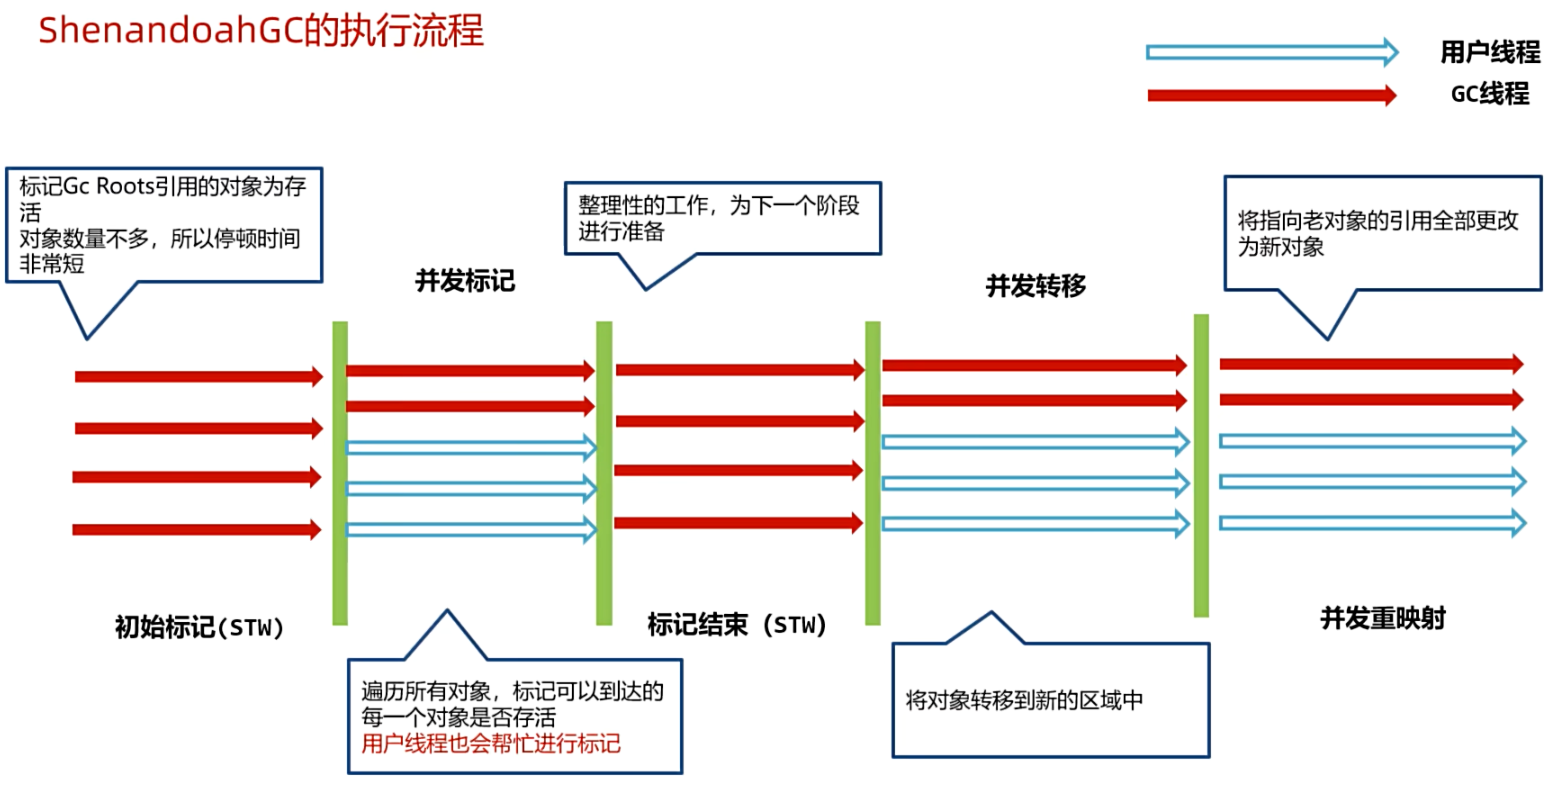 ShenandoahGC的执行流程
用户线程
GC线程
标记Gc Roots引用的对象为存
活
对象数量不多，所以停顿时间
非常短
并发标记
整理性的工作，为下一个阶段
进行准备
并发转移
将指向老对象的引用全部更改
为新对象
初始标记(STW)
遍历所有对象，标记可以到达的
每一个对象是否存活
用户线程也会帮忙进行标记
标记结束（STW）
将对象转移到新的区域中
并发重映射